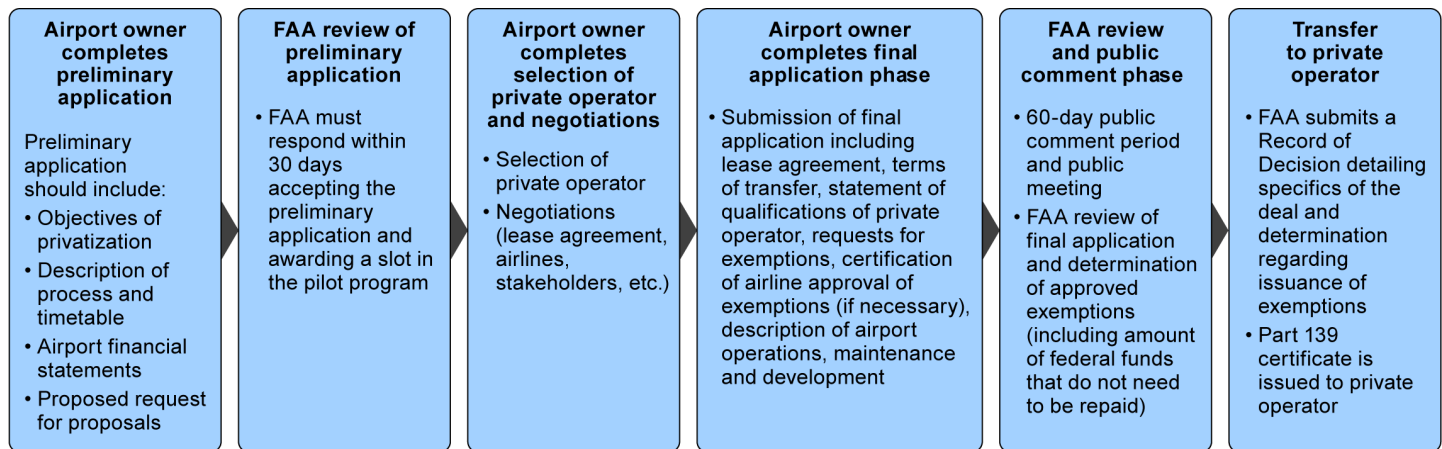 Airport owner
completes
preliminary
application
Preliminary
application
should include:
• Objectives of
privatization
• Description of
process and
timetable
• Airport financial
statements
• Proposed request
for proposals
FAA review of
preliminary
application
• FAA must
respond within
30 days
accepting the
preliminary
application and
awarding a slot in
the pilot program
Airport owner
completes
selection of
private operator
and negotiations
• Selection of
private operator
• Negotiations
(lease agreement,
airlines,
stakeholders, etc.)
Airport owner
completes final
application phase
• Submission of final
application including
lease agreement, terms
of transfer, statement of
qualifications of private
operator, requests for
exemptions, certification
of airline approval of
exemptions (if necessary),
description of airport
operations, maintenance
and development
FAA review
and public
comment phase
• 60-day public
comment period
and public
meeting
• FAA review of
final application
and determination
of approved
exemptions
(including amount
of federal funds
that do not need
to be repaid)
Transfer
to private
operator
• FAA submits a
Record of
Decision detailing
specifics of the
deal and
determination
regarding
issuance of
exemptions
• Part 139
certificate is
issued to private
operator